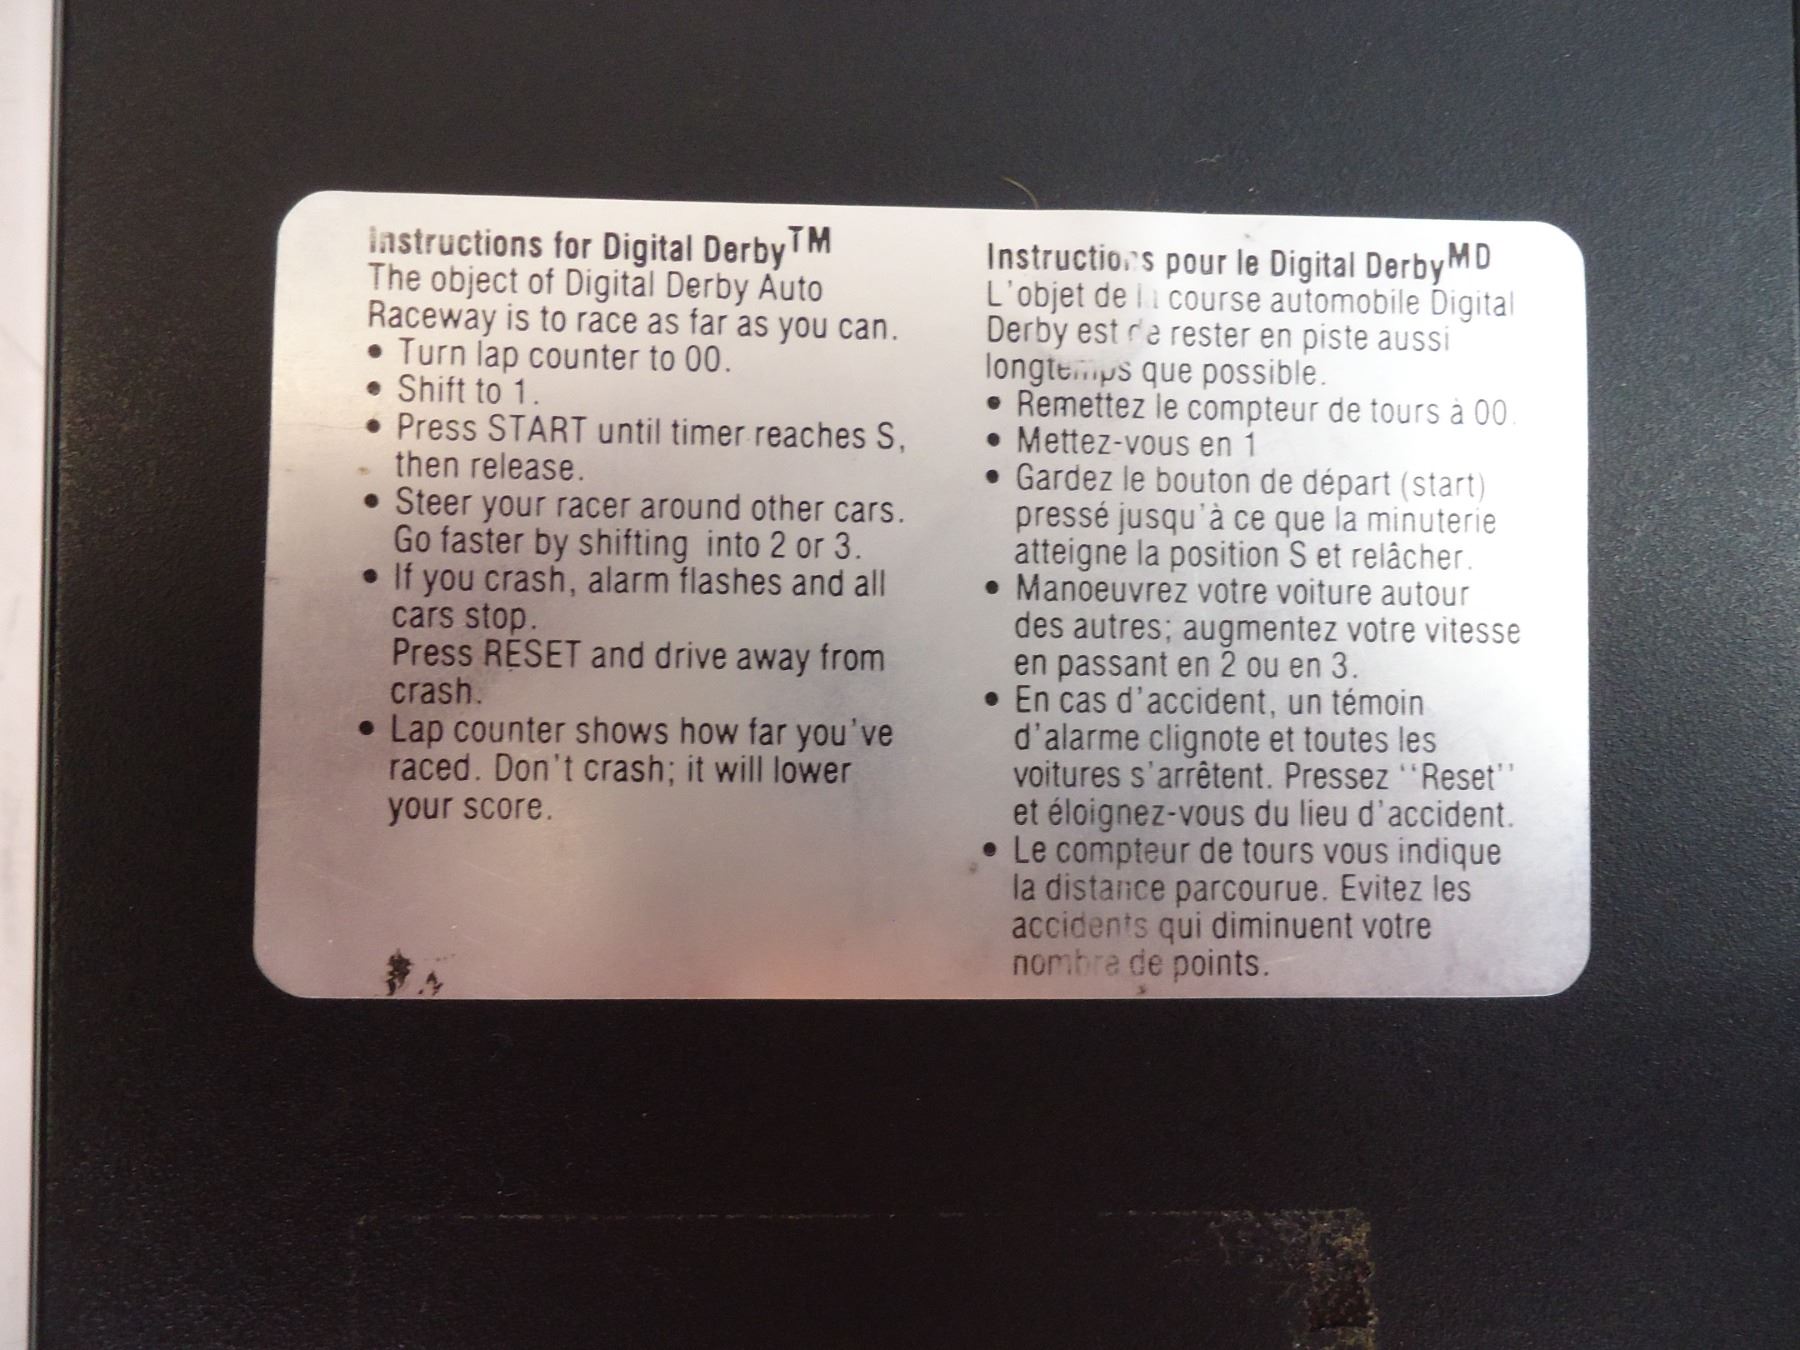 Instructions for Digital Derby™
The object of Digital Derby Auto
Raceway is to race as far as you can.
• Turn lap counter to 00.
• Shift to 1.
• Press START until timer reaches S,
then release.
• Steer your racer around other cars.
Go faster by shifting into 2 or 3.
• If you crash, alarm flashes and all
cars stop.
Press RESET and drive away from
crash.
• Lap counter shows how far you've
raced. Don't crash; it will lower
your score.
Instructions pour le Digital Derby MD
L'objet de la course automobile Digital
Derby est de rester en piste aussi
longtemps que possible.
• Remettez le compteur de tours à 00.
• Mettez-vous en 1
• Gardez le bouton de départ (start)
pressé jusqu'à ce que la minuterie
atteigne la position S et relâcher.
• Manoeuvrez votre voiture autour
des autres; augmentez votre vitesse
en passant en 2 ou en 3.
• En cas d'accident, un témoin
d'alarme clignote et toutes les
voitures s'arrêtent. Pressez ''Reset''
et éloignez-vous du lieu d'accident.
• Le compteur de tours vous indique
la distance parcourue. Evitez les
accidents qui diminuent votre
nombre de points.